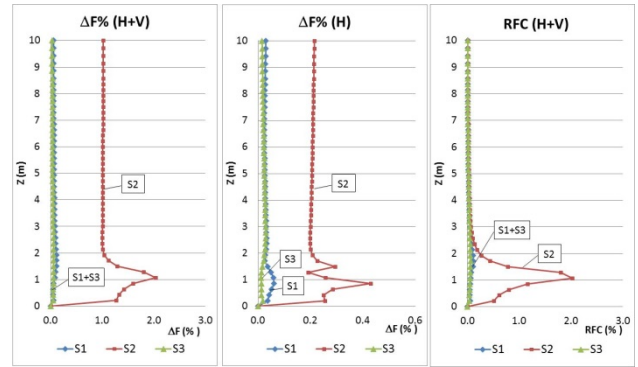 ΔF% (H+V)
10
9
8
7
6
5
4
3
2
1
0
Z (m)
S2
S1+S3
0.0 1.0 2.0 3.0
ΔF (% )
S1 S2 S3
ΔF% (H)
10
9
8
7
6
5
4
3
2
1
0
Z (m)
S2
S3
S1
0.0 0.2 0.4 0.6
ΔF (% )
S1 S2 S3
RFC (H+V)
10
9
8
7
6
5
4
3
2
1
0
Z (m)
S1+S3
S2
0.0 1.0 2.0 3.0
RFC (% )
S1 S2 S3